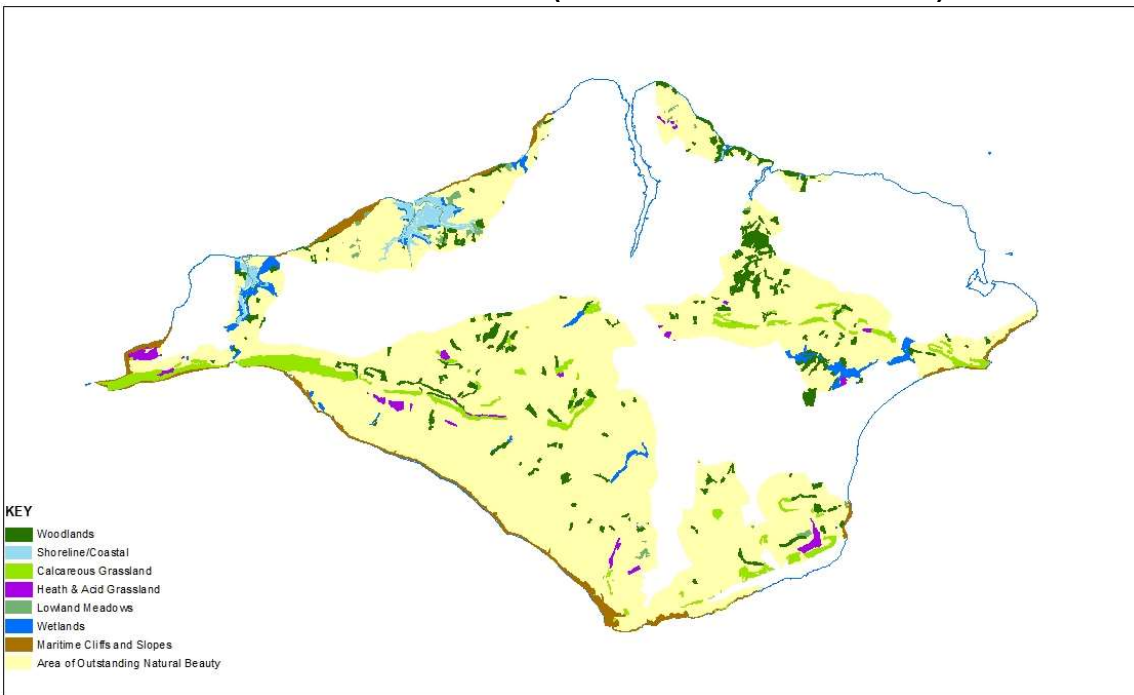 KEY
Woodlands
Shoreline/Coastal
Calcareous Grassland
Heath & Acid Grassland
Lowland Meadows
Wetlands
Maritime Cliffs and Slopes
Area of Outstanding Natural Beauty